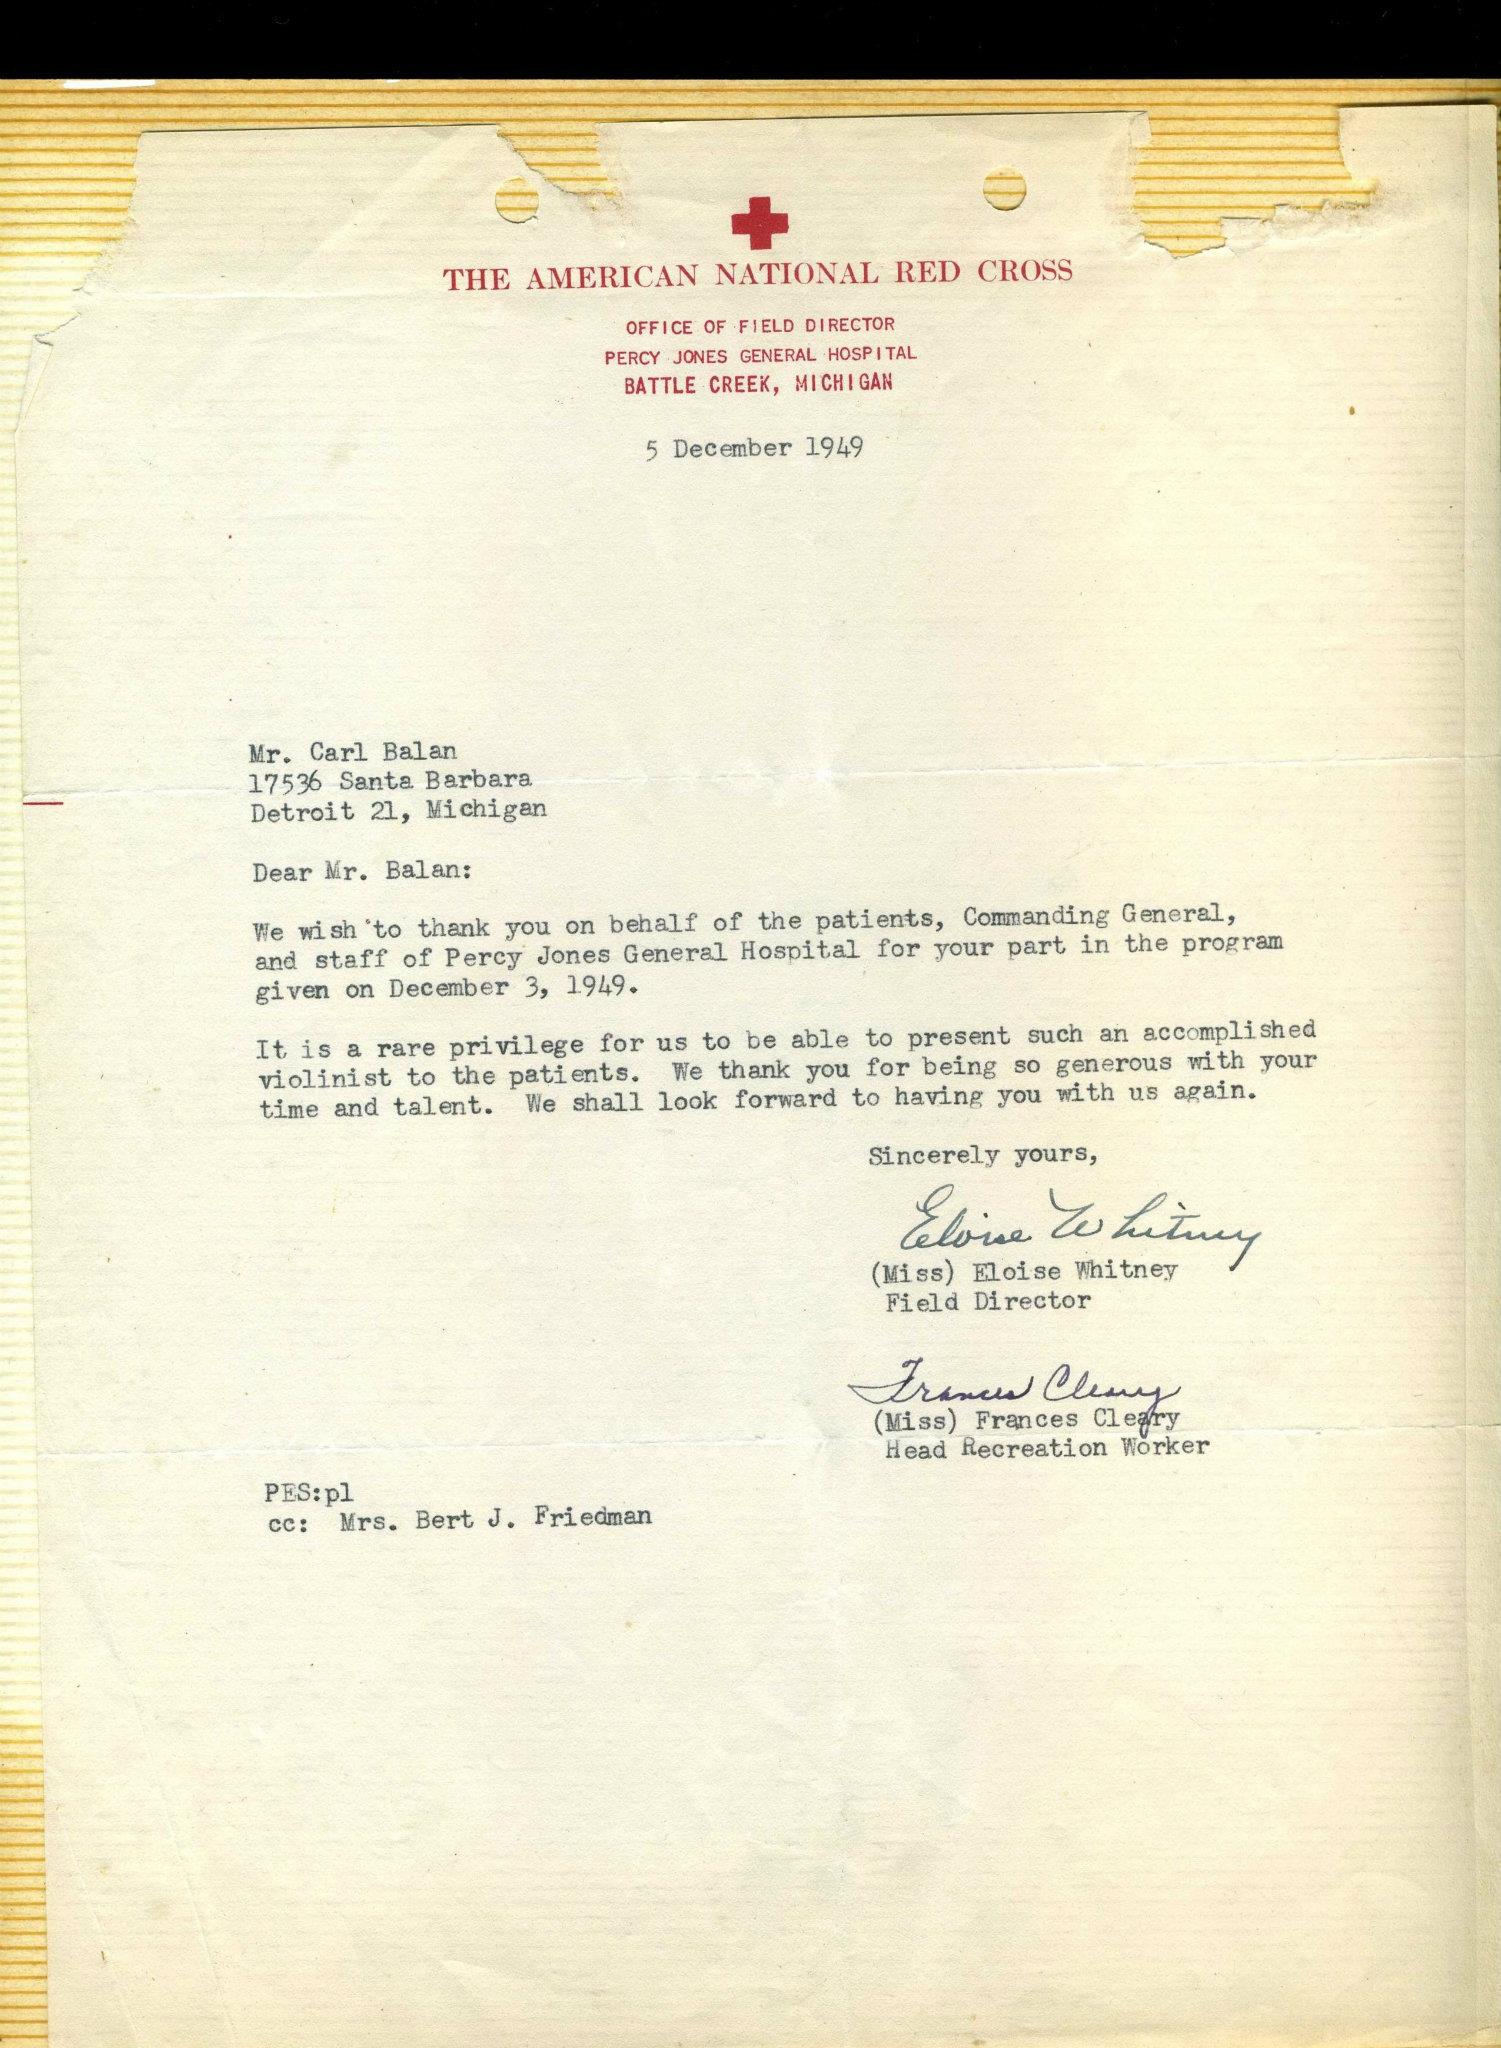 THE AMERICAN NATIONAL RED CROSS
OFFICE OF FIELD DIRECTOR
PERCY JONES GENERAL HOSPITAL
BATTLE CREEK, MICHIGAN
5 December 1949
Mr. Carl Balan
17536 Santa Barbara
Detroit 21, Michigan
Dear Mr. Balan:
We wish to thank you on behalf of the patients, Commanding General,
and staff of Percy Jones General Hospital for your part in the program
given on December 3, 1949.
It is a rare privilege for us to be able to present such an accomplished
violinist to the patients. We thank you for being so generous with your
time and talent. We shall look forward to having you with us again.
Sincerely yours,
Eloise Whitney
(Miss) Eloise Whitney
Field Director
Frances Cleary
(Miss) Frances Cleary
Head Recreation Worker
PES:pl
cc: Mrs. Bert J. Friedman